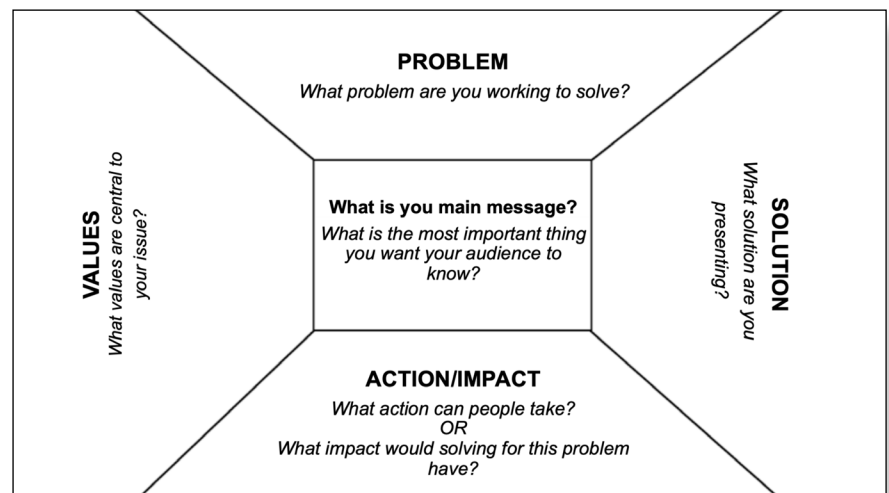 PROBLEM
What problem are you working to solve?
VALUES
What values are central to
your issue?
What is you main message?
What is the most important thing
you want your audience to
know?
SOLUTION
What solution are you
presenting?
ACTION/IMPACT
What action can people take?
OR
What impact would solving for this problem
have?